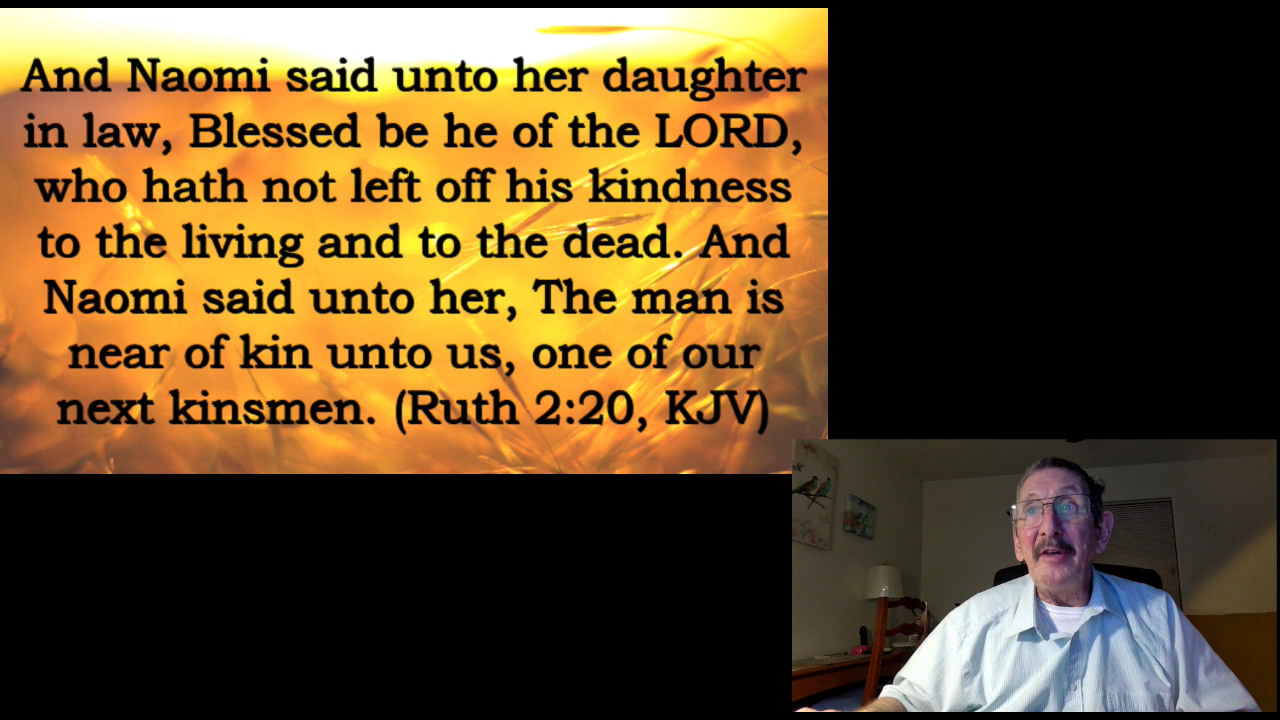 And Naomi said unto her daughter
in law, Blessed be he of the LORD,
who hath not left off his kindness
to the living and to the dead. And
Naomi said unto her, The man is
near of kin unto us, one of our
next kinsmen. (Ruth 2:20, KJV)